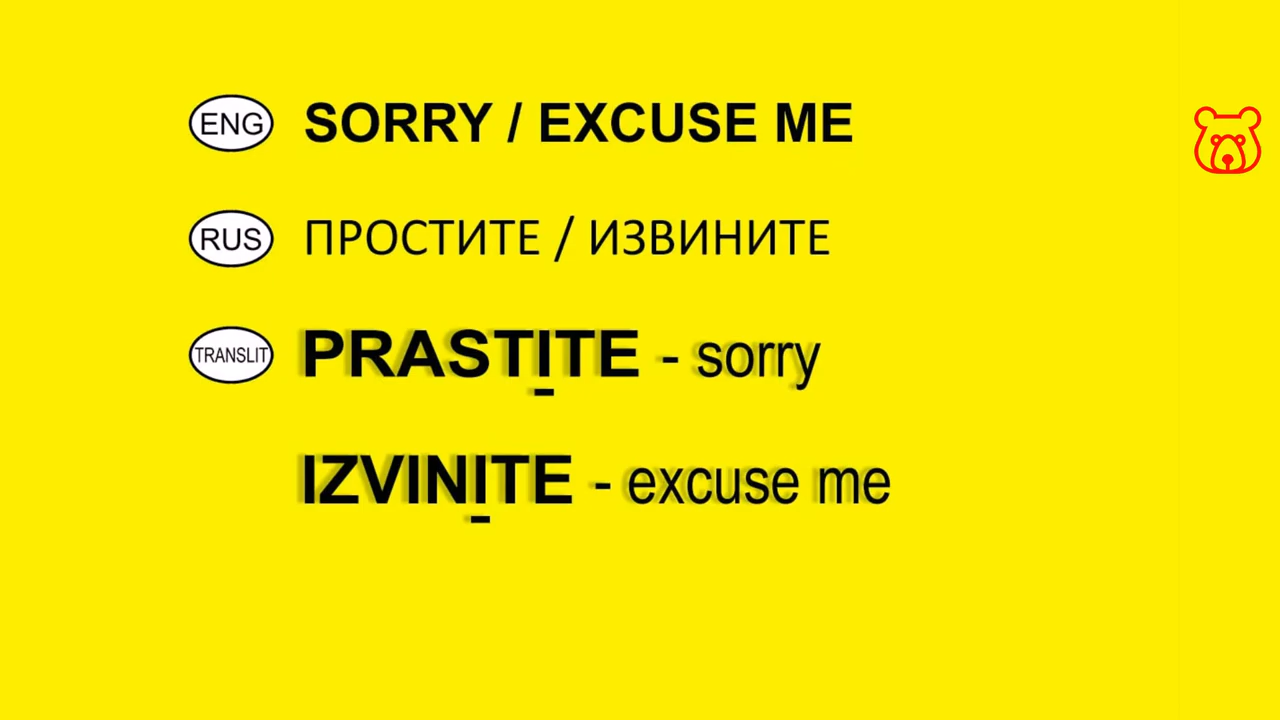 ENG SORRY / EXCUSE ME
RUS ПРОСТИТЕ / ИЗВИНИТЕ
TRANSLIT PRASTITE - sorry
IZVINITE - excuse me